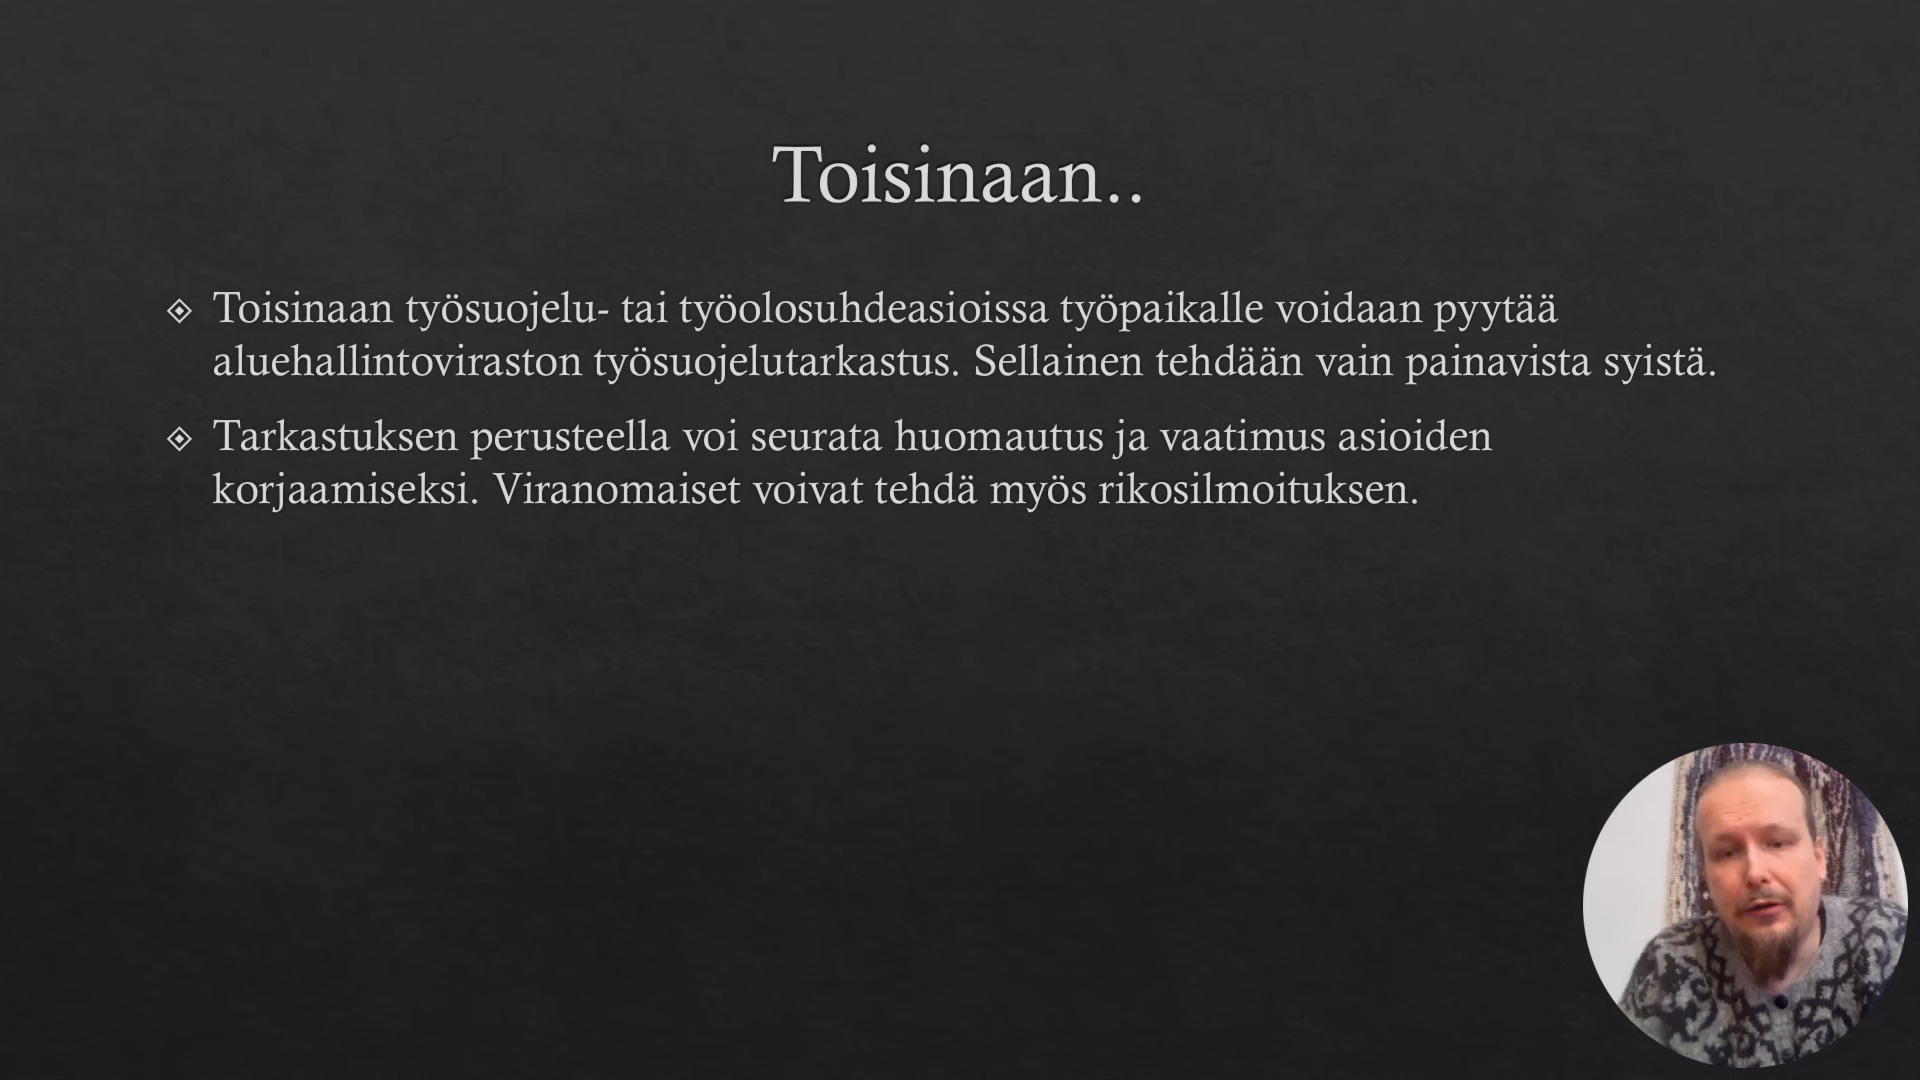 Toisinaan..
Toisinaan työsuojelu- tai työolosuhdeasioissa työpaikalle voidaan pyytää
aluehallintoviraston työsuojelutarkastus. Sellainen tehdään vain painavista syistä.
Tarkastuksen perusteella voi seurata huomautus ja vaatimus asioiden
korjaamiseksi. Viranomaiset voivat tehdä myös rikosilmoituksen.